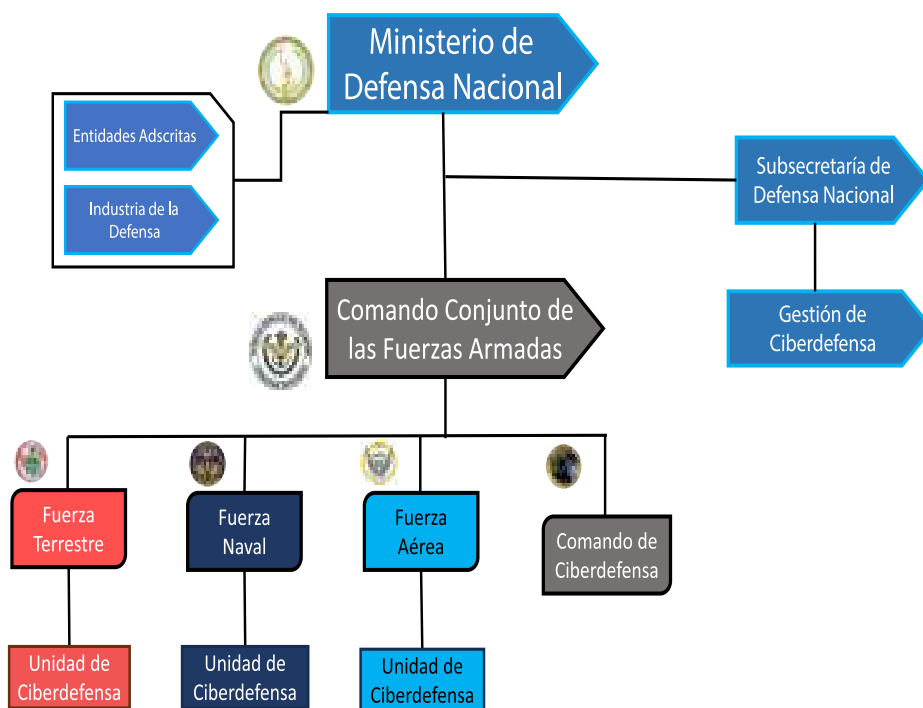 Ministerio de
Defensa Nacional
Entidades Adscritas
Industria de la
Defensa
Subsecretaría de
Defensa Nacional
Gestión de
Ciberdefensa
Comando Conjunto de
las Fuerzas Armadas
Fuerza
Terrestre
Fuerza
Naval
Fuerza
Aérea
Comando de
Ciberdefensa
Unidad de
Ciberdefensa
Unidad de
Ciberdefensa
Unidad de
Ciberdefensa